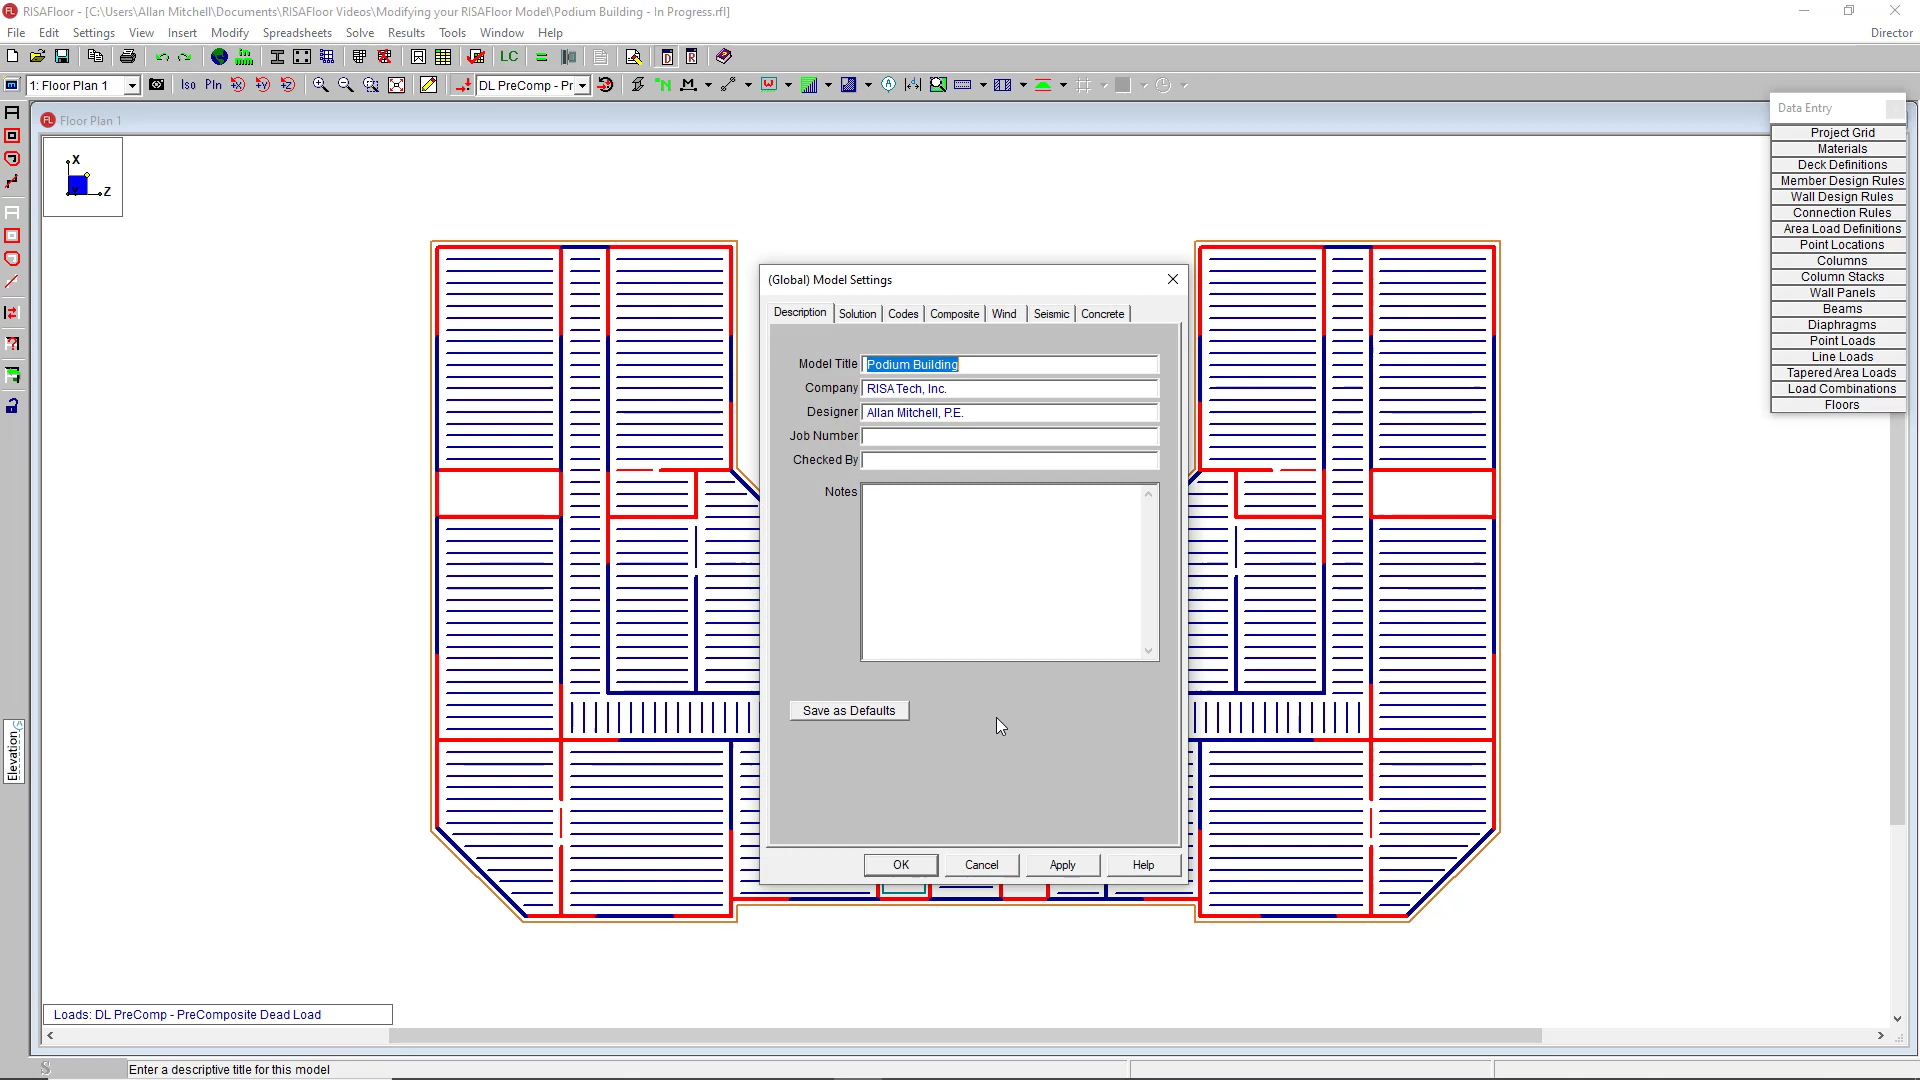 RISAFloor - [C:\Users\Allan Mitchell\Documents\RISAFloor Videos\Modifying your RISAFloor Model\Podium Building - In Progress.rfl]
File Edit Settings View Insert Modify Spreadsheets Solve Results Tools Window Help
Director
LC
1: Floor Plan 1
Iso
Pln
DL PreComp - Pr
Floor Plan 1
X
Y
Z
Data Entry
Project Grid
Materials
Deck Definitions
Member Design Rules
Wall Design Rules
Connection Rules
Area Load Definitions
Point Locations
Columns
Column Stacks
Wall Panels
Beams
Diaphragms
Point Loads
Line Loads
Tapered Area Loads
Load Combinations
Floors
(Global) Model Settings
Description Solution Codes Composite Wind Seismic Concrete
Model Title Podium Building
Company RISA Tech, Inc.
Designer Allan Mitchell, P.E.
Job Number
Checked By
Notes
Save as Defaults
OK Cancel Apply Help
Elevation
Loads: DL PreComp - PreComposite Dead Load
Enter a descriptive title for this model